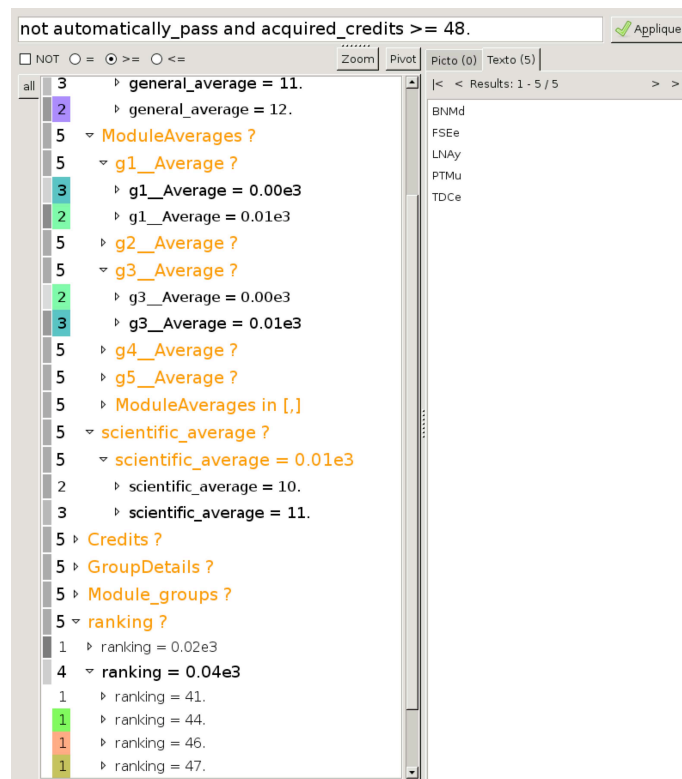 not automatically_pass and acquired_credits >= 48.
Applique
NOT = >= <=
Zoom
Pivot
Picto (0)
Texto (5)
all
|< < Results: 1 - 5 / 5 > >
3 general_average = 11.
2 general_average = 12.
5 ModuleAverages ?
5 g1__Average ?
3 g1__Average = 0.00e3
2 g1__Average = 0.01e3
5 g2__Average ?
5 g3__Average ?
2 g3__Average = 0.00e3
3 g3__Average = 0.01e3
5 g4__Average ?
5 g5__Average ?
5 ModuleAverages in [,]
5 scientific_average ?
5 scientific_average = 0.01e3
2 scientific_average = 10.
3 scientific_average = 11.
5 Credits ?
5 GroupDetails ?
5 Module_groups ?
5 ranking ?
1 ranking = 0.02e3
4 ranking = 0.04e3
1 ranking = 41.
1 ranking = 44.
1 ranking = 46.
1 ranking = 47.
BNMd
FSEe
LNAy
PTMu
TDCe